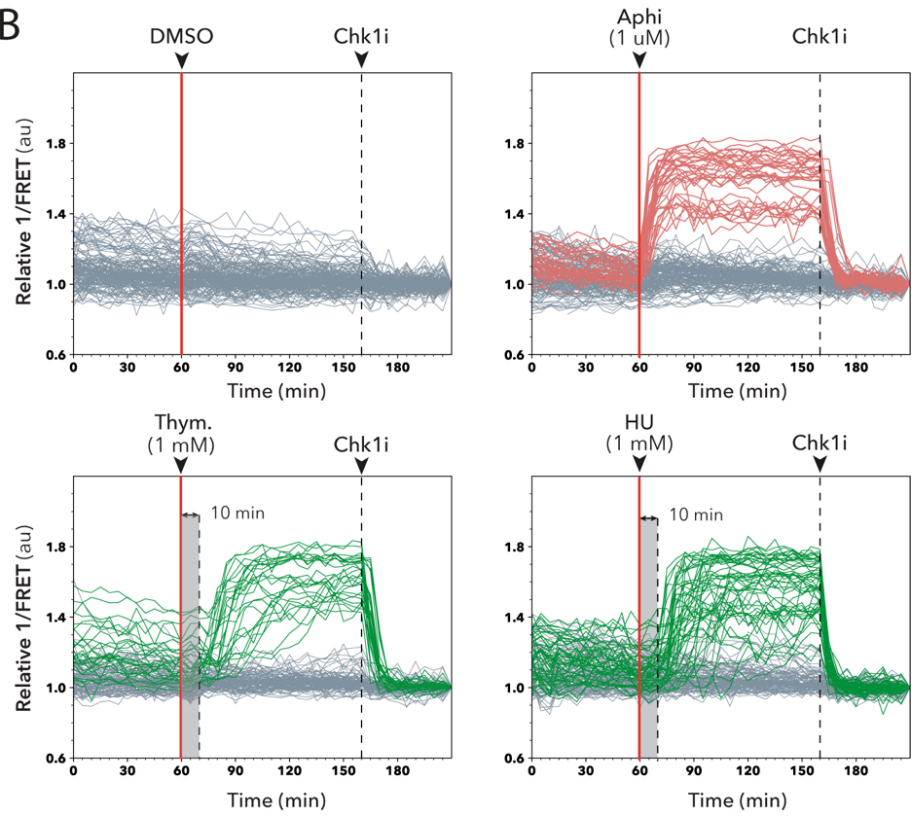 B
DMSO
Chk1i
Relative 1/FRET (au)
1.8
1.4
1.0
0.6
0 30 60 90 120 150 180
Time (min)
Aphi
(1 uM)
Chk1i
1.8
1.4
1.0
0.6
0 30 60 90 120 150 180
Time (min)
Thym.
(1 mM)
Chk1i
10 min
Relative 1/FRET (au)
1.8
1.4
1.0
0.6
0 30 60 90 120 150 180
Time (min)
HU
(1 mM)
Chk1i
10 min
1.8
1.4
1.0
0.6
0 30 60 90 120 150 180
Time (min)